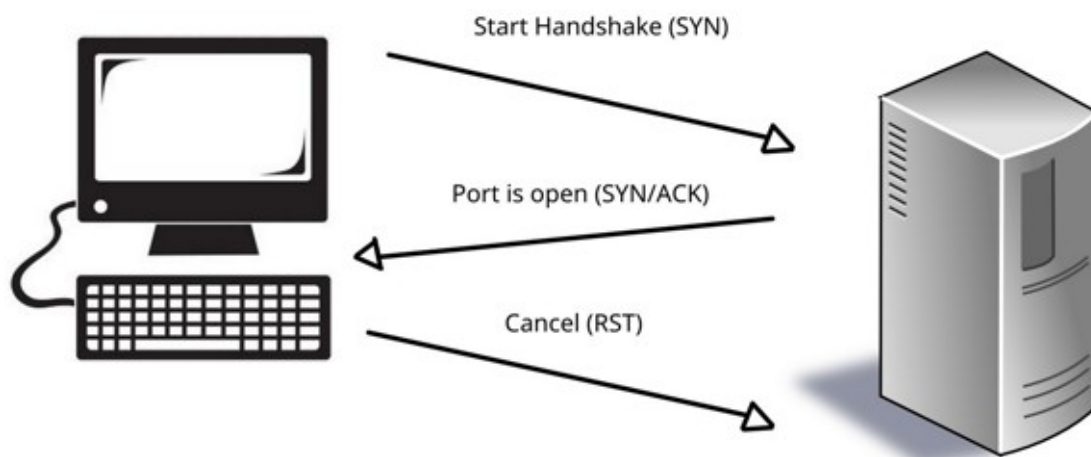 Start Handshake (SYN)
Port is open (SYN/ACK)
Cancel (RST)